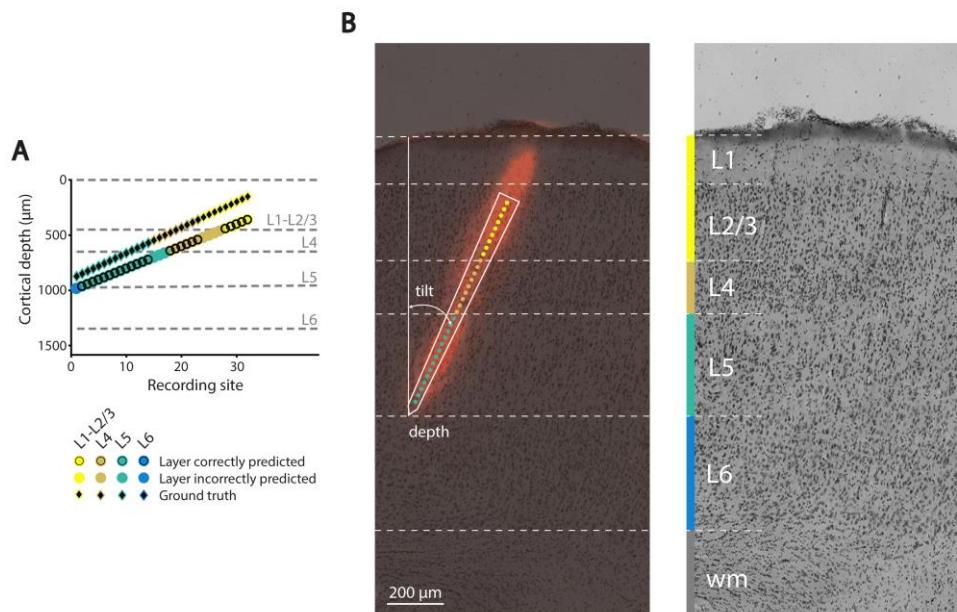 A
Cortical depth (µm)
0
500
1000
1500
L1-L2/3
L4
L5
L6
0
10
20
30
Recording site
L1-L2/3
L4
L5
L6
Layer correctly predicted
Layer incorrectly predicted
Ground truth
B
tilt
depth
200 µm
L1
L2/3
L4
L5
L6
wm